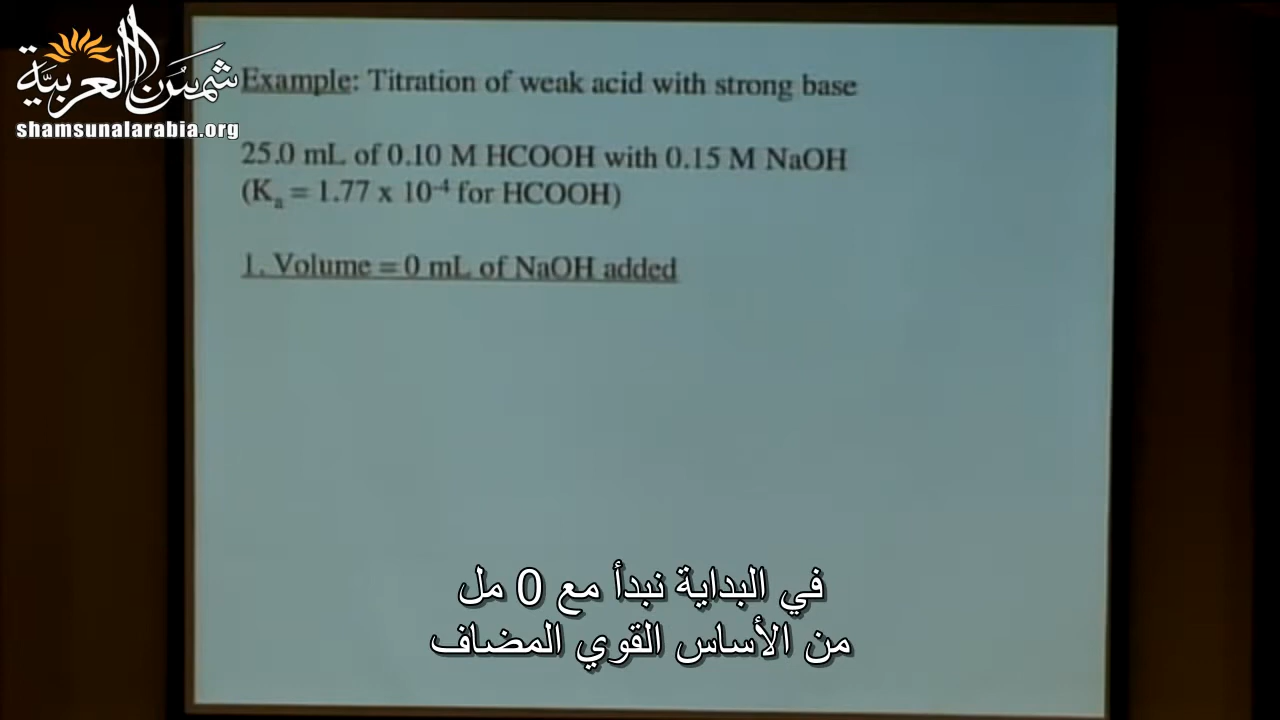 شمسُ العربيّة
shamsunalarabia.org
Example: Titration of weak acid with strong base
25.0 mL of 0.10 M HCOOH with 0.15 M NaOH
(Kₐ = 1.77 x 10⁻⁴ for HCOOH)
1. Volume = 0 mL of NaOH added
في البداية نبدأ مع 0 مل
من الأساس القوي المضاف